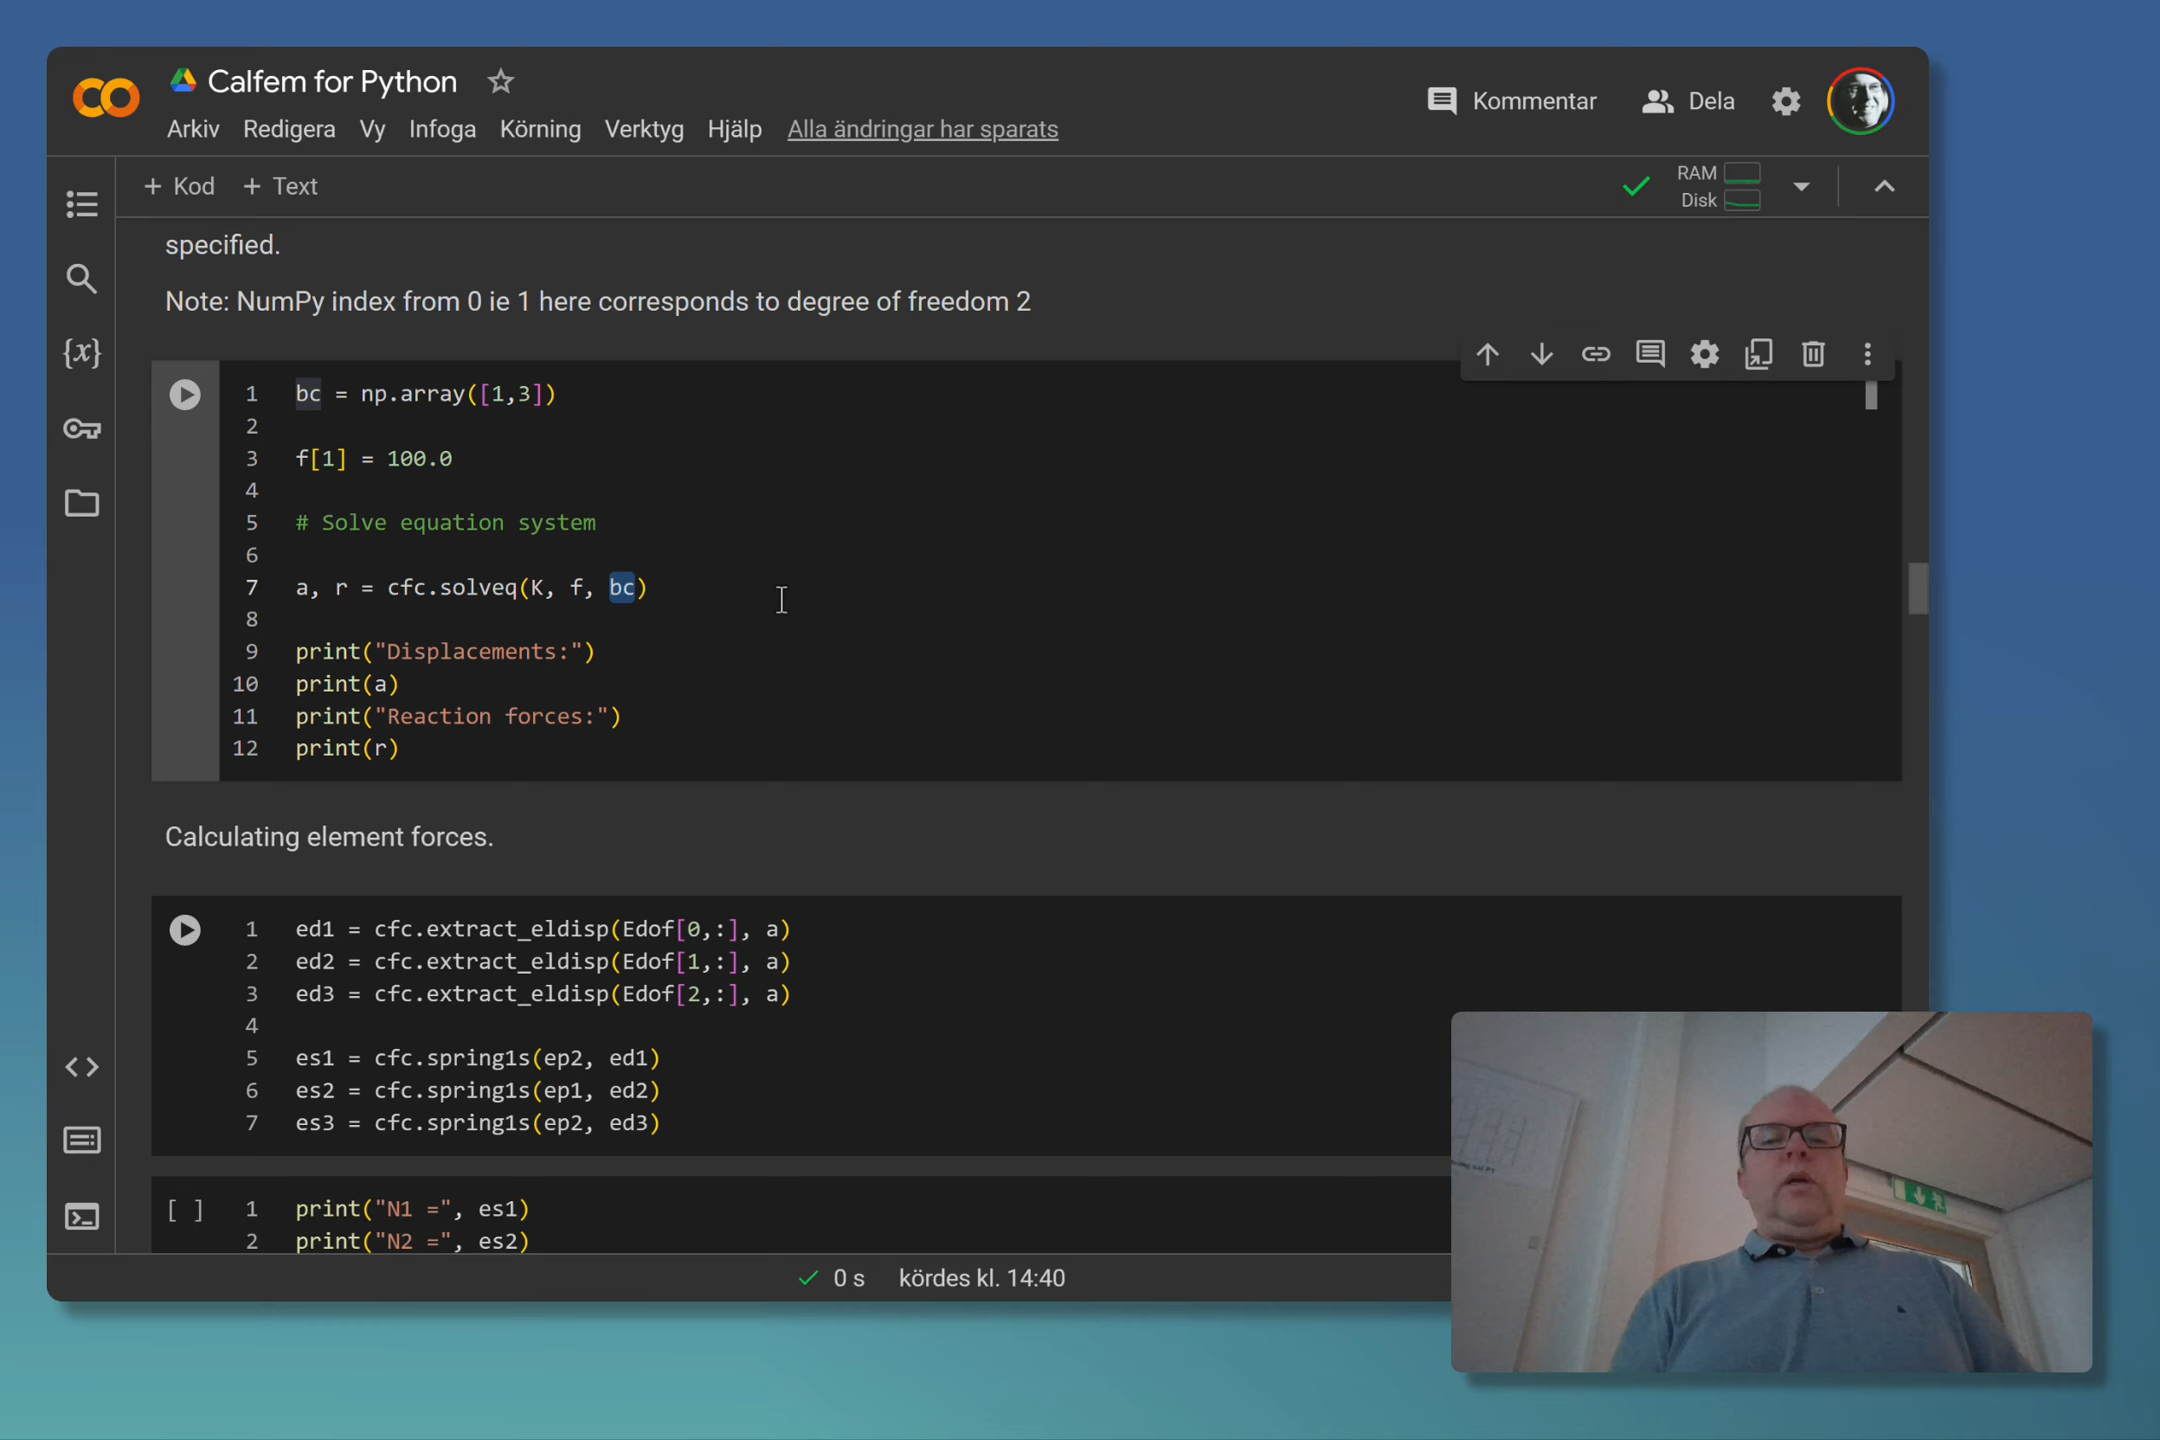 Calfem for Python
Kommentar
Dela
Arkiv Redigera Vy Infoga Körning Verktyg Hjälp Alla ändringar har sparats
+ Kod + Text
RAM
Disk
specified.
Note: NumPy index from 0 ie 1 here corresponds to degree of freedom 2
1 bc = np.array([1,3])
2
3 f[1] = 100.0
4
5 # Solve equation system
6
7 a, r = cfc.solveq(K, f, bc)
8
9 print("Displacements:")
10 print(a)
11 print("Reaction forces:")
12 print(r)
Calculating element forces.
1 ed1 = cfc.extract_eldisp(Edof[0,:], a)
2 ed2 = cfc.extract_eldisp(Edof[1,:], a)
3 ed3 = cfc.extract_eldisp(Edof[2,:], a)
4
5 es1 = cfc.spring1s(ep2, ed1)
6 es2 = cfc.spring1s(ep1, ed2)
7 es3 = cfc.spring1s(ep2, ed3)
[ ] 1 print("N1 =", es1)
2 print("N2 =", es2)
0 s kördes kl. 14:40